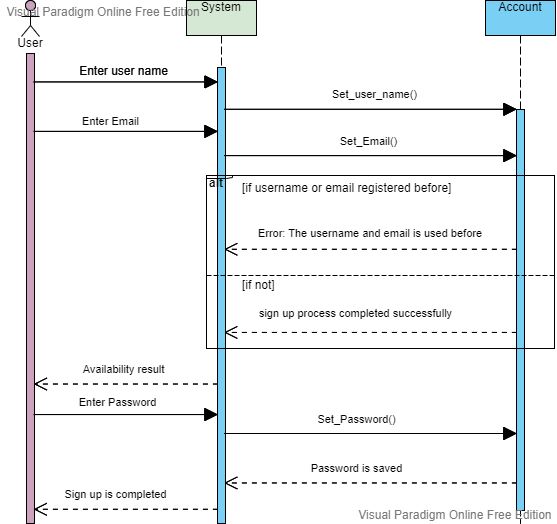 Visual Paradigm Online Free Edition
System
Account
User
Enter user name
Set_user_name()
Enter Email
Set_Email()
alt
[if username or email registered before]
Error: The username and email is used before
[if not]
sign up process completed successfully
Availability result
Enter Password
Set_Password()
Password is saved
Sign up is completed
Visual Paradigm Online Free Edition